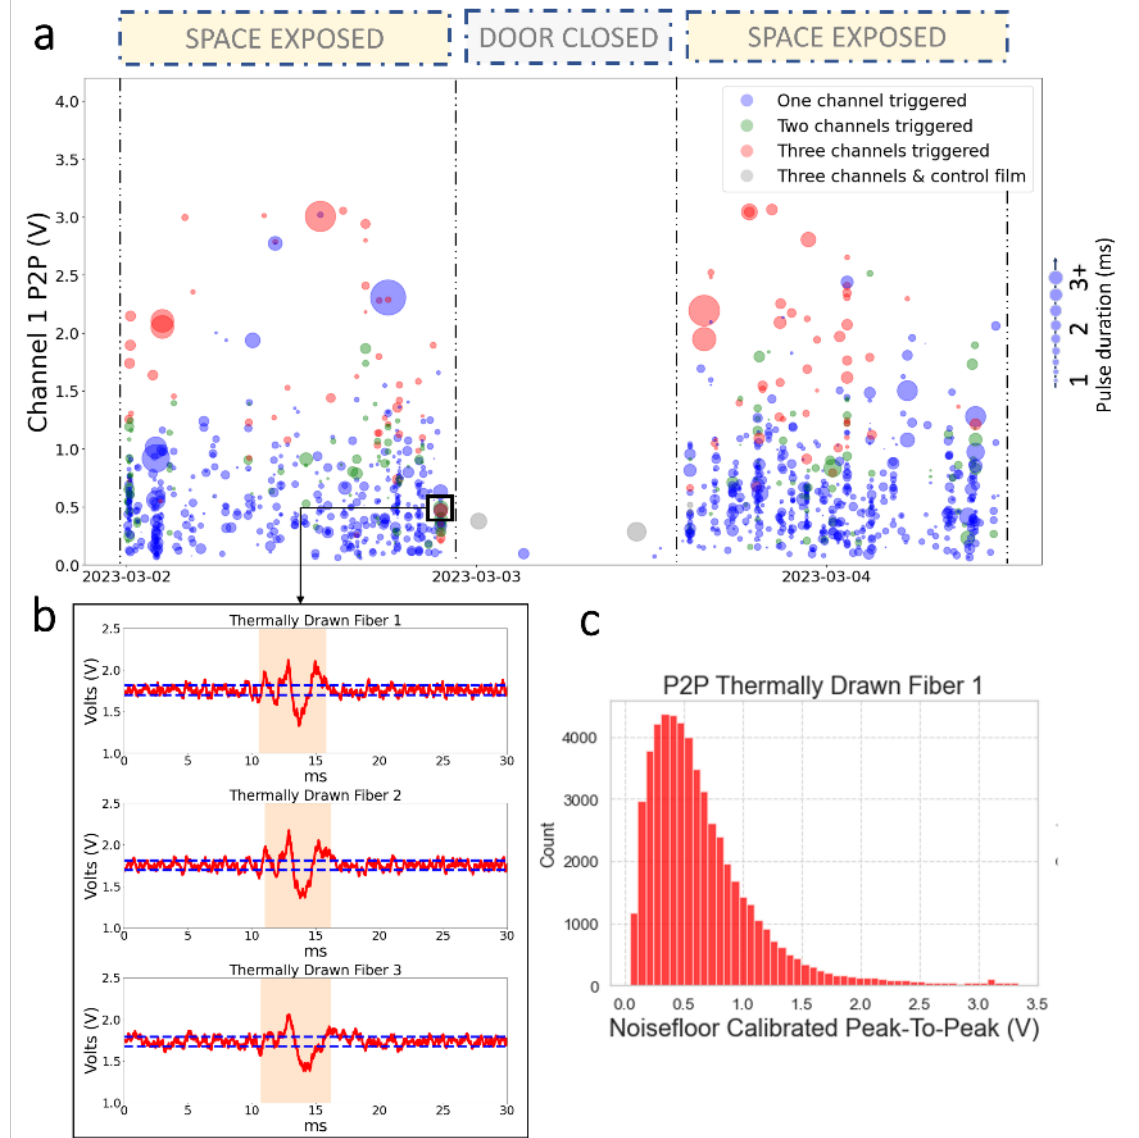 a
SPACE EXPOSED
DOOR CLOSED
SPACE EXPOSED
Channel 1 P2P (V)
4.0
3.5
3.0
2.5
2.0
1.5
1.0
0.5
0.0
One channel triggered
Two channels triggered
Three channels triggered
Three channels & control film
1 2 3+
Pulse duration (ms)
2023-03-02
2023-03-03
2023-03-04
b
Thermally Drawn Fiber 1
Volts (V)
2.5
2.0
1.5
1.0
0 5 10 15 20 25 30
ms
Thermally Drawn Fiber 2
Volts (V)
2.5
2.0
1.5
1.0
0 5 10 15 20 25 30
ms
Thermally Drawn Fiber 3
Volts (V)
2.5
2.0
1.5
1.0
0 5 10 15 20 25 30
ms
c
P2P Thermally Drawn Fiber 1
Count
4000
3000
2000
1000
0
0.0 0.5 1.0 1.5 2.0 2.5 3.0 3.5
Noisefloor Calibrated Peak-To-Peak (V)